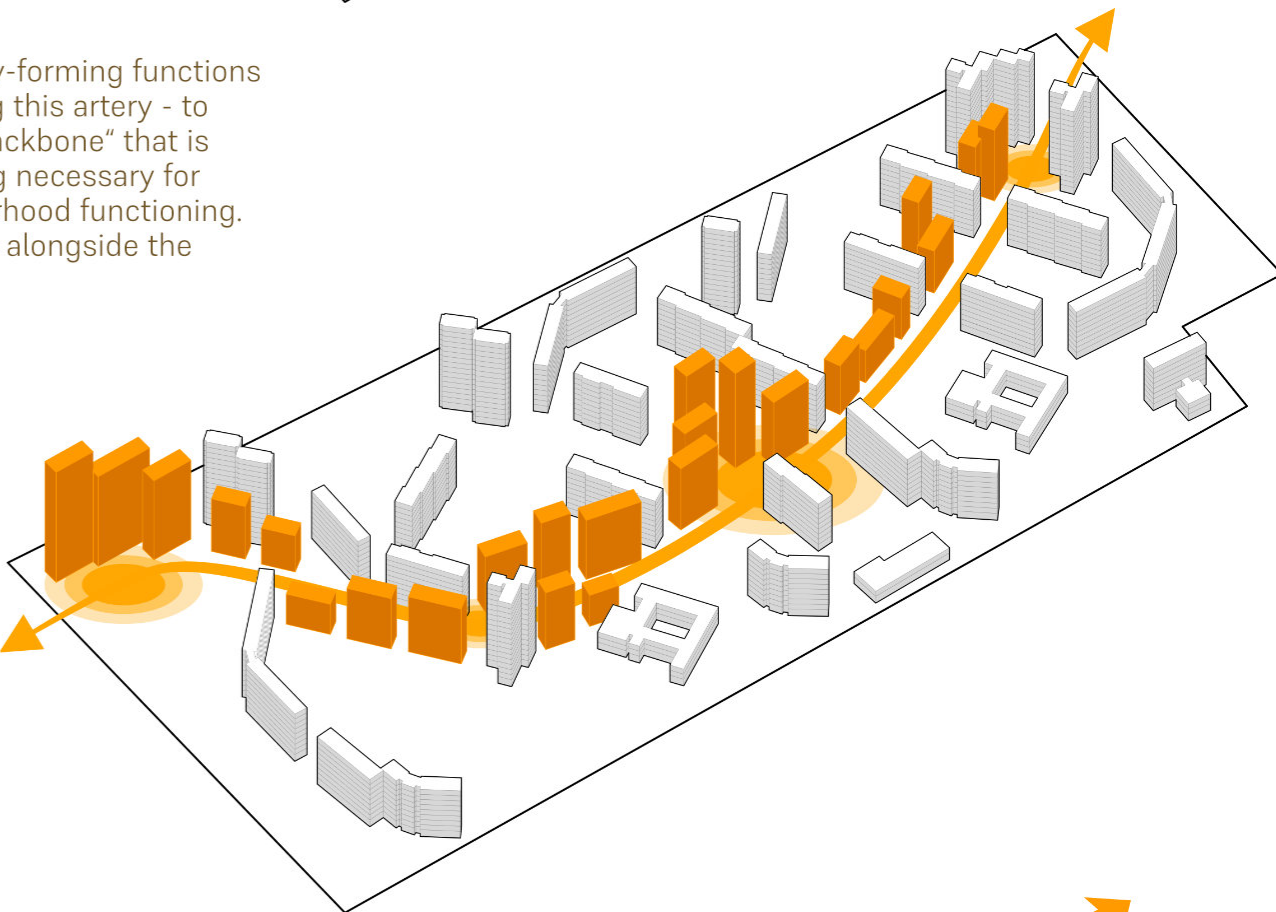 y-forming functions
g this artery - to
ackbone“ that is
g necessary for
rhood functioning.
alongside the